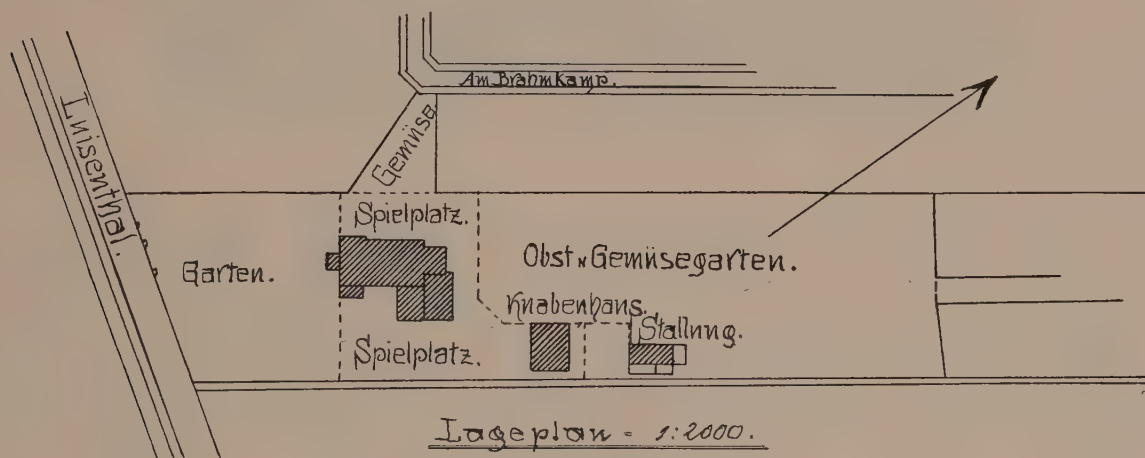 Am Brahmkamp.
Luisenthal.
Gemüse
Spielplatz.
Garten.
Obst u Gemüsegarten.
Knabenhaus.
Stallung.
Spielplatz.
Lageplan - 1:2000.